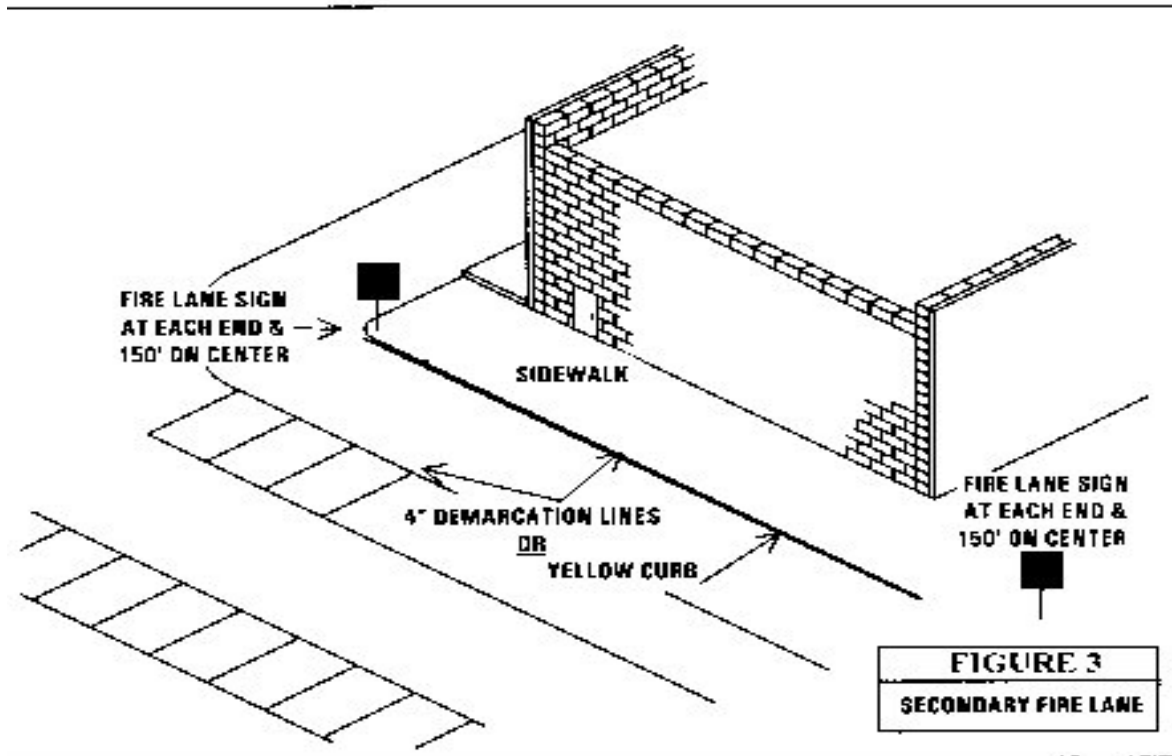 FIRE LANE SIGN
AT EACH END &
150' ON CENTER
SIDEWALK
4" DEMARCATION LINES
OR
YELLOW CURB
FIRE LANE SIGN
AT EACH END &
150' ON CENTER
FIGURE 3
SECONDARY FIRE LANE